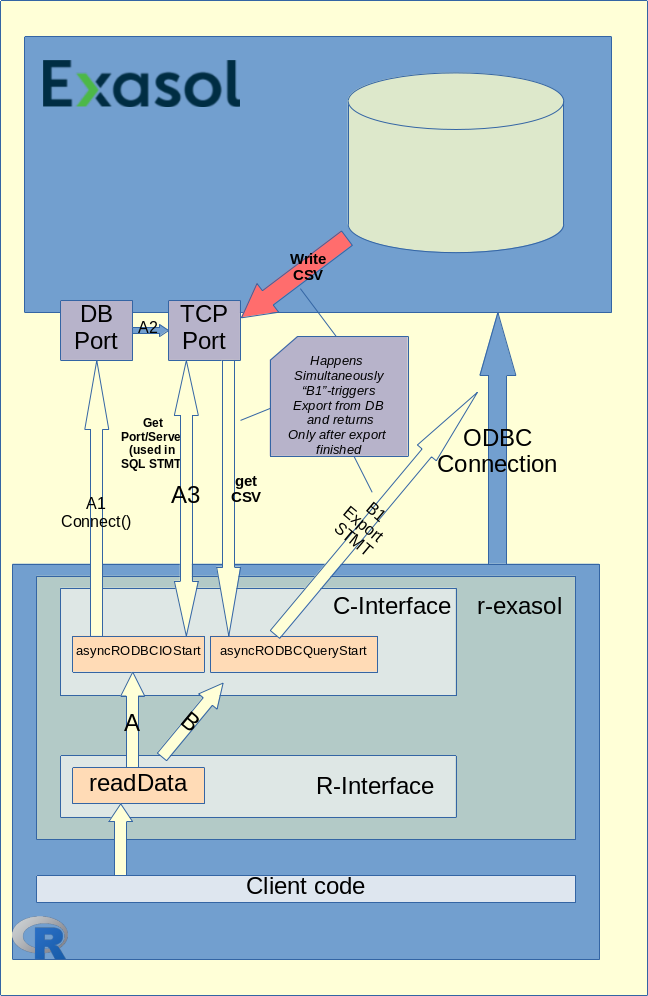 Exasol
Write
CSV
DB
Port
A2
TCP
Port
Happens
Simultaneously
“B1”-triggers
Export from DB
and returns
Only after export
finished
Get
Port/Serve
(used in
SQL STMT
A3
get
CSV
ODBC
Connection
A1
Connect()
B1
Export
STMT
C-Interface
r-exasol
asyncRODBCIOStart
asyncRODBCQueryStart
A
B
readData
R-Interface
Client code
R